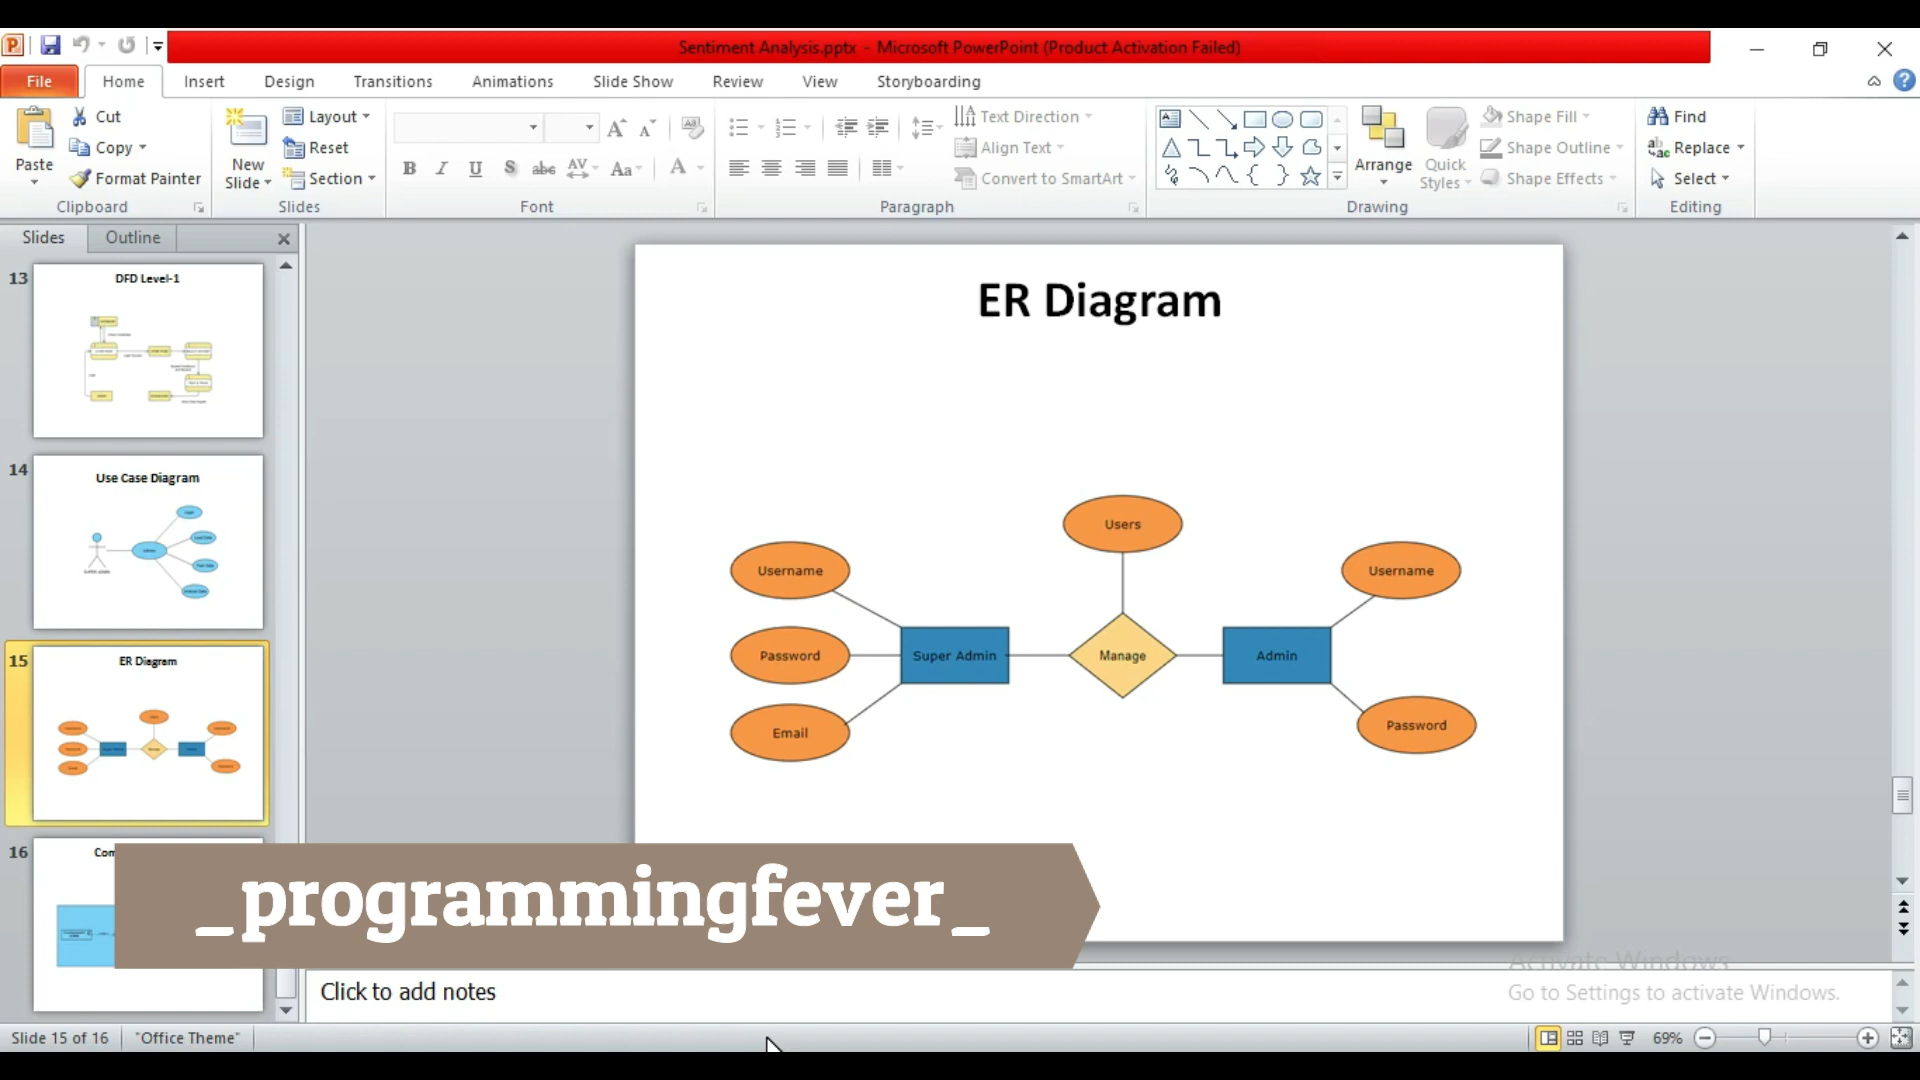 Sentiment Analysis.pptx - Microsoft PowerPoint (Product Activation Failed)
File Home Insert Design Transitions Animations Slide Show Review View Storyboarding
Paste
Cut
Copy
Format Painter
Clipboard
New Slide
Layout
Reset
Section
Slides
Font
Text Direction
Align Text
Convert to SmartArt
Paragraph
Arrange
Quick Styles
Shape Fill
Shape Outline
Shape Effects
Drawing
Find
Replace
Select
Editing
Slides Outline
13
DFD Level-1
14
Use Case Diagram
SUPER ADMIN
15
ER Diagram
16
Com
ER Diagram
Users
Username
Username
Password
Super Admin
Manage
Admin
Email
Password
_programmingfever_
Click to add notes
Activate Windows
Go to Settings to activate Windows.
Slide 15 of 16
"Office Theme"
69%